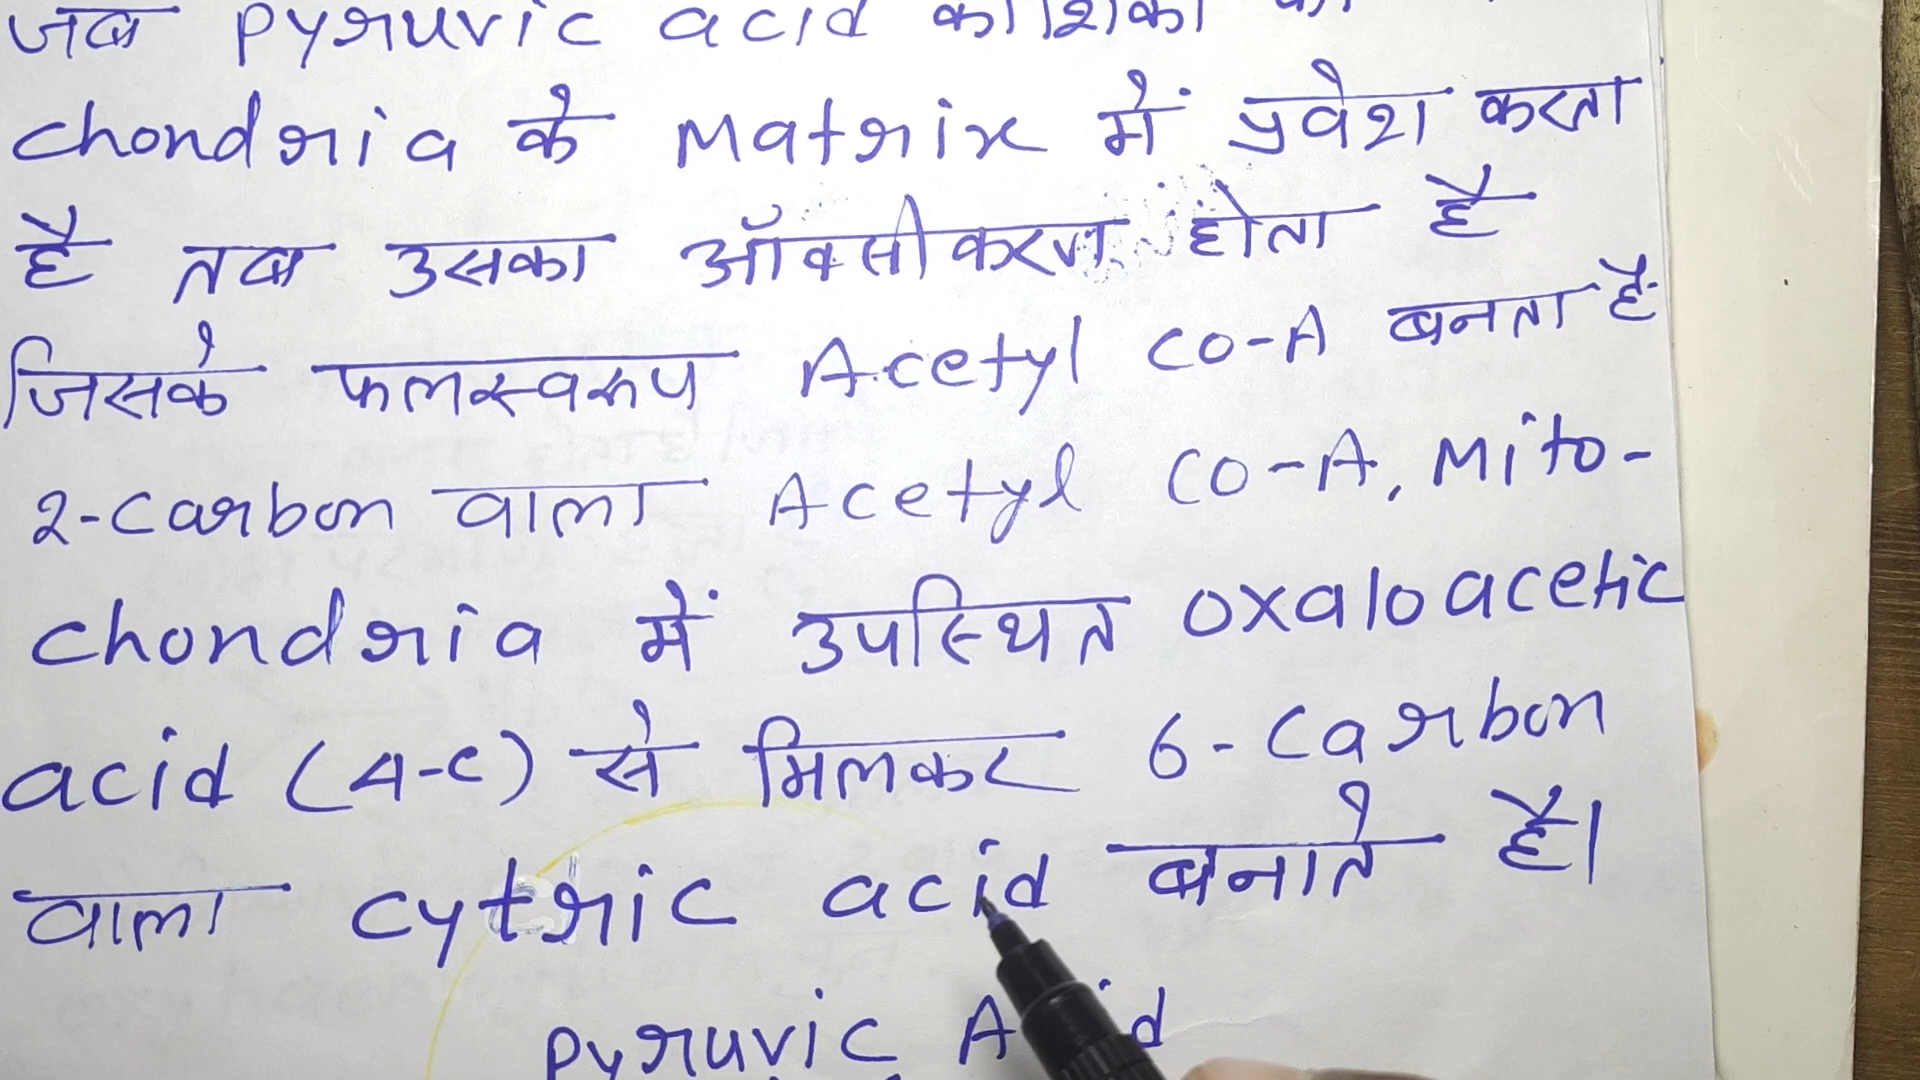 जब Pyruvic acid कोशिका
chondria के Matrix में प्रवेश करता
है तब उसका ऑक्सीकरण होता है
जिसके फलस्वरूप Acetyl CO-A बनता है
2-Carbon वाला Acetyl CO-A, Mito-
chondria में उपस्थित oxaloacetic
acid (4-C) से मिलकर 6-Carbon
वाला cytric acid बनाते है।
Pyruvic